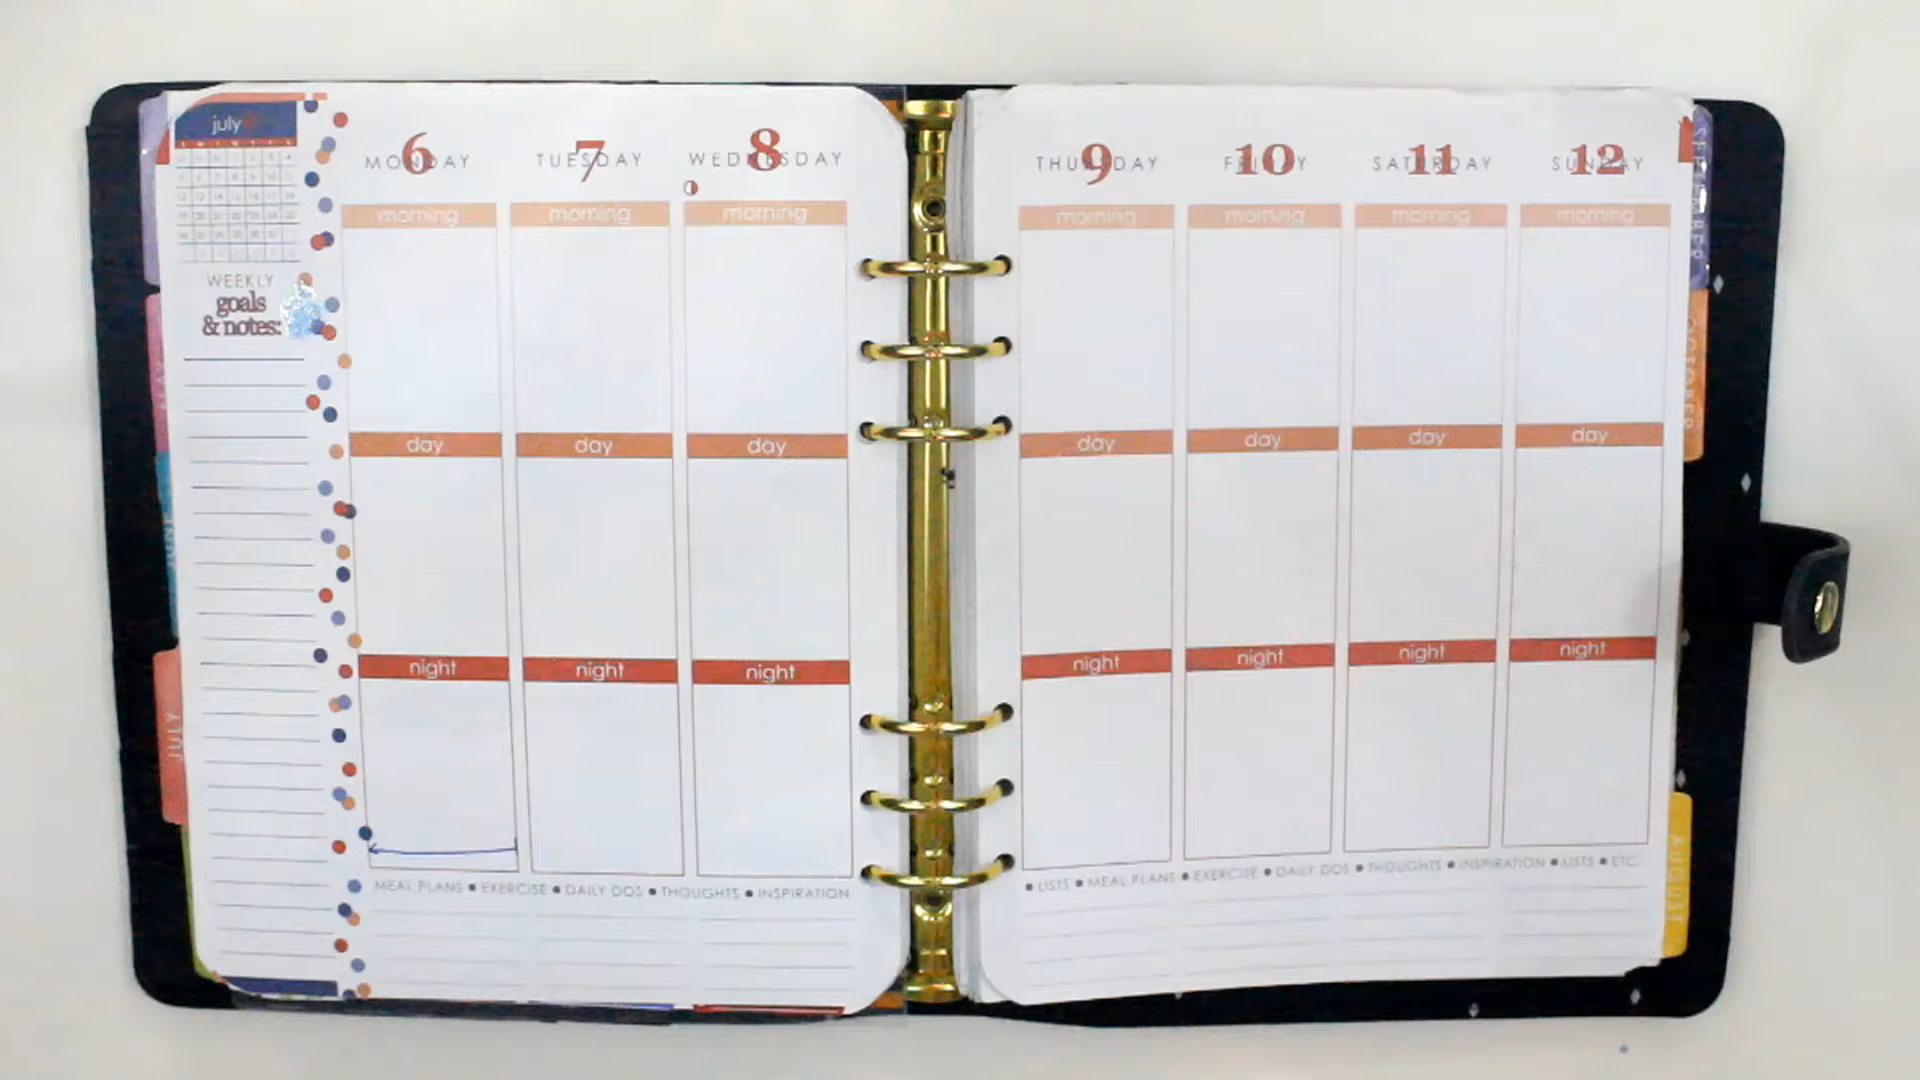 july
6 7 8
MONDAY TUESDAY WEDNESDAY
morning morning morning
WEEKLY
goals
& notes:
day day day
night night night
MEAL PLANS • EXERCISE • DAILY DOS • THOUGHTS • INSPIRATION
MAY
JUNE
JULY
9 10 11 12
THURSDAY FRIDAY SATURDAY SUNDAY
morning morning morning morning
day day day day
night night night night
• LISTS • MEAL PLANS • EXERCISE • DAILY DOS • THOUGHTS • INSPIRATION • LISTS • ETC.
SEPTEMBER
OCTOBER
AUGUST